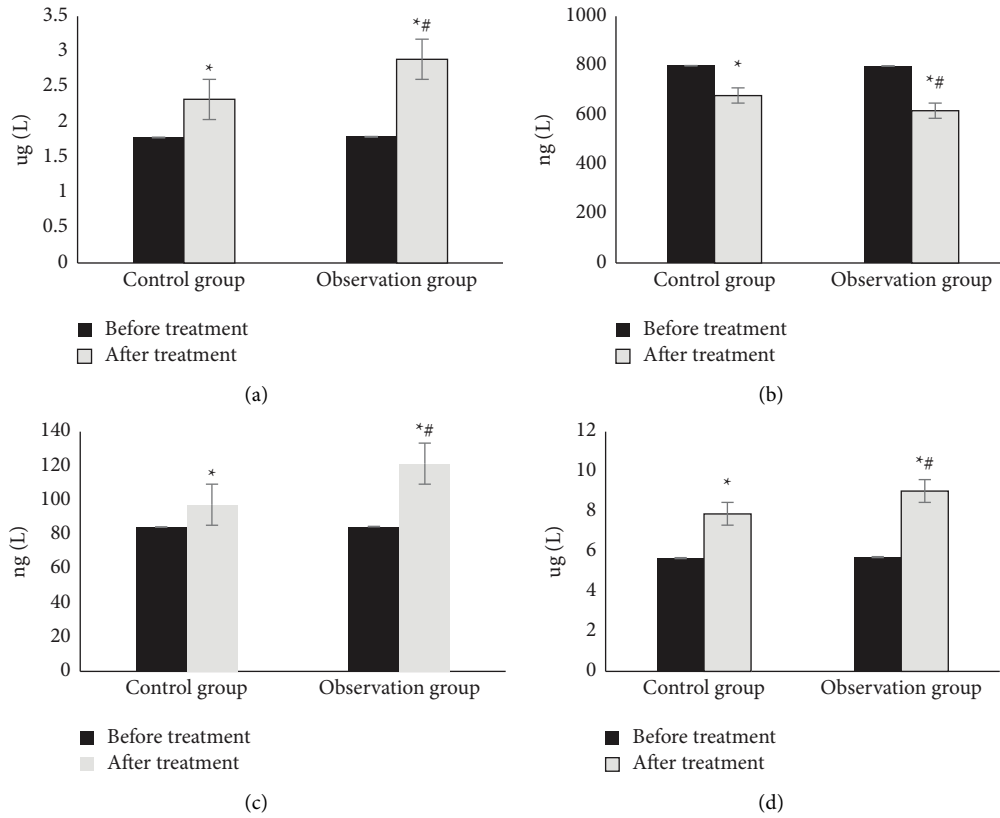 3.5
3
2.5
2
1.5
1
0.5
0
ug (L)
*
*#
Control group
Observation group
Before treatment
After treatment
(a)
1000
800
600
400
200
0
ng (L)
*
*#
Control group
Observation group
Before treatment
After treatment
(b)
140
120
100
80
60
40
20
0
ng (L)
*
*#
Control group
Observation group
Before treatment
After treatment
(c)
12
10
8
6
4
2
0
ug (L)
*
*#
Control group
Observation group
Before treatment
After treatment
(d)